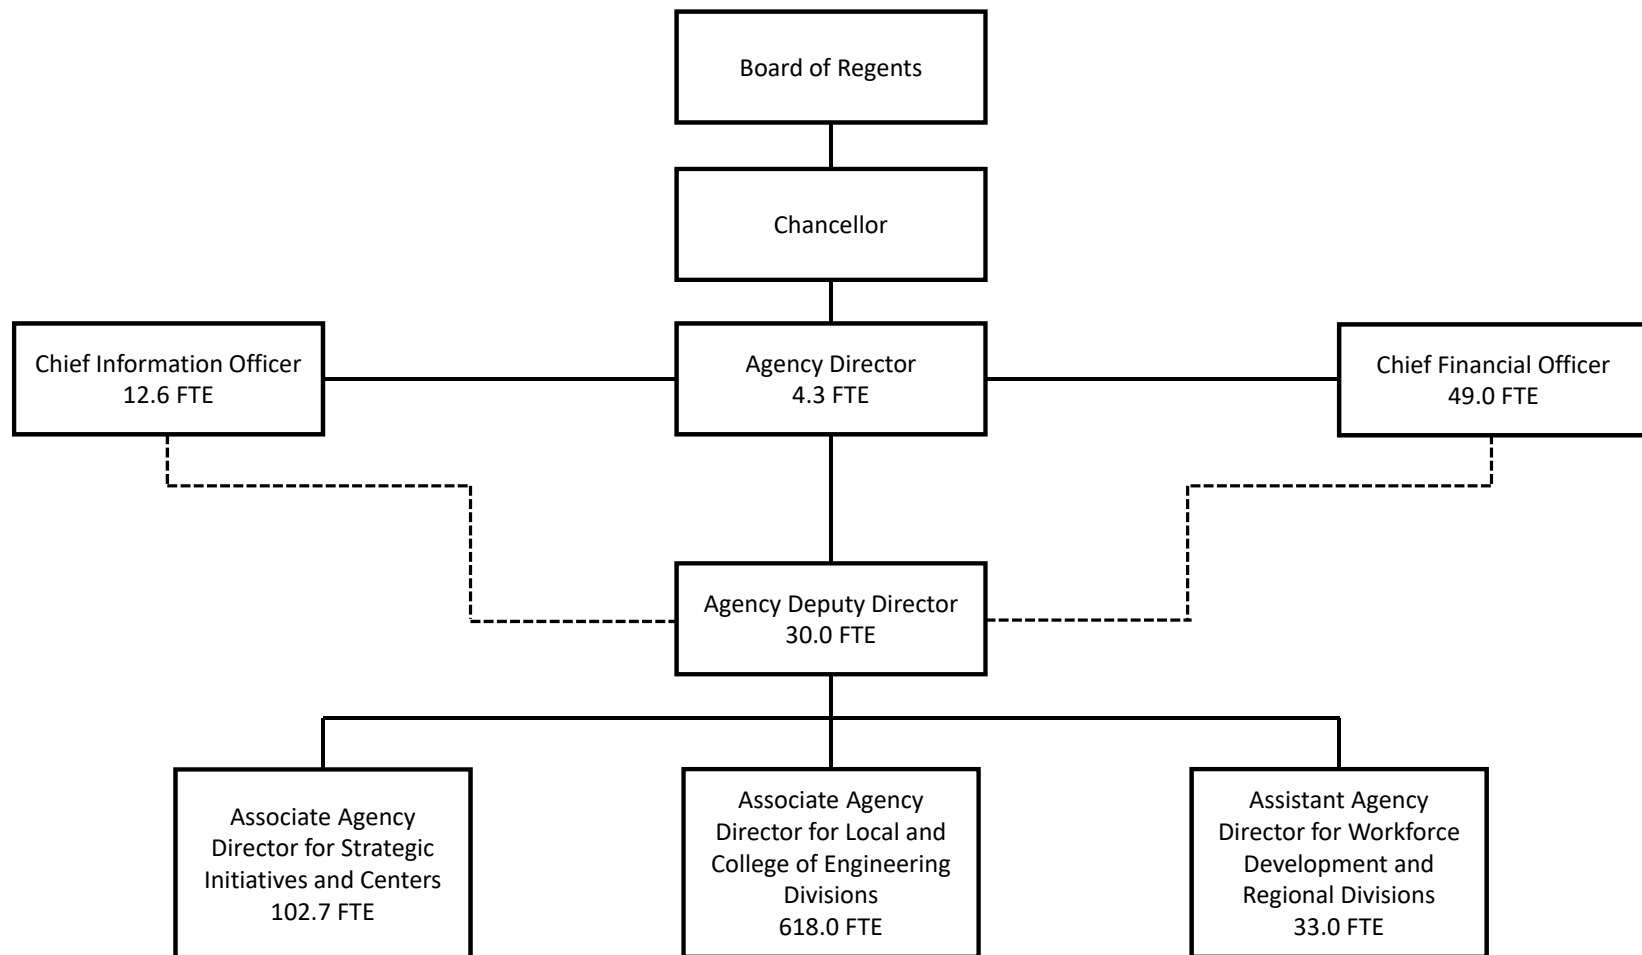 Board of Regents
Chancellor
Chief Information Officer
12.6 FTE
Agency Director
4.3 FTE
Chief Financial Officer
49.0 FTE
Agency Deputy Director
30.0 FTE
Associate Agency
Director for Strategic
Initiatives and Centers
102.7 FTE
Associate Agency
Director for Local and
College of Engineering
Divisions
618.0 FTE
Assistant Agency
Director for Workforce
Development and
Regional Divisions
33.0 FTE